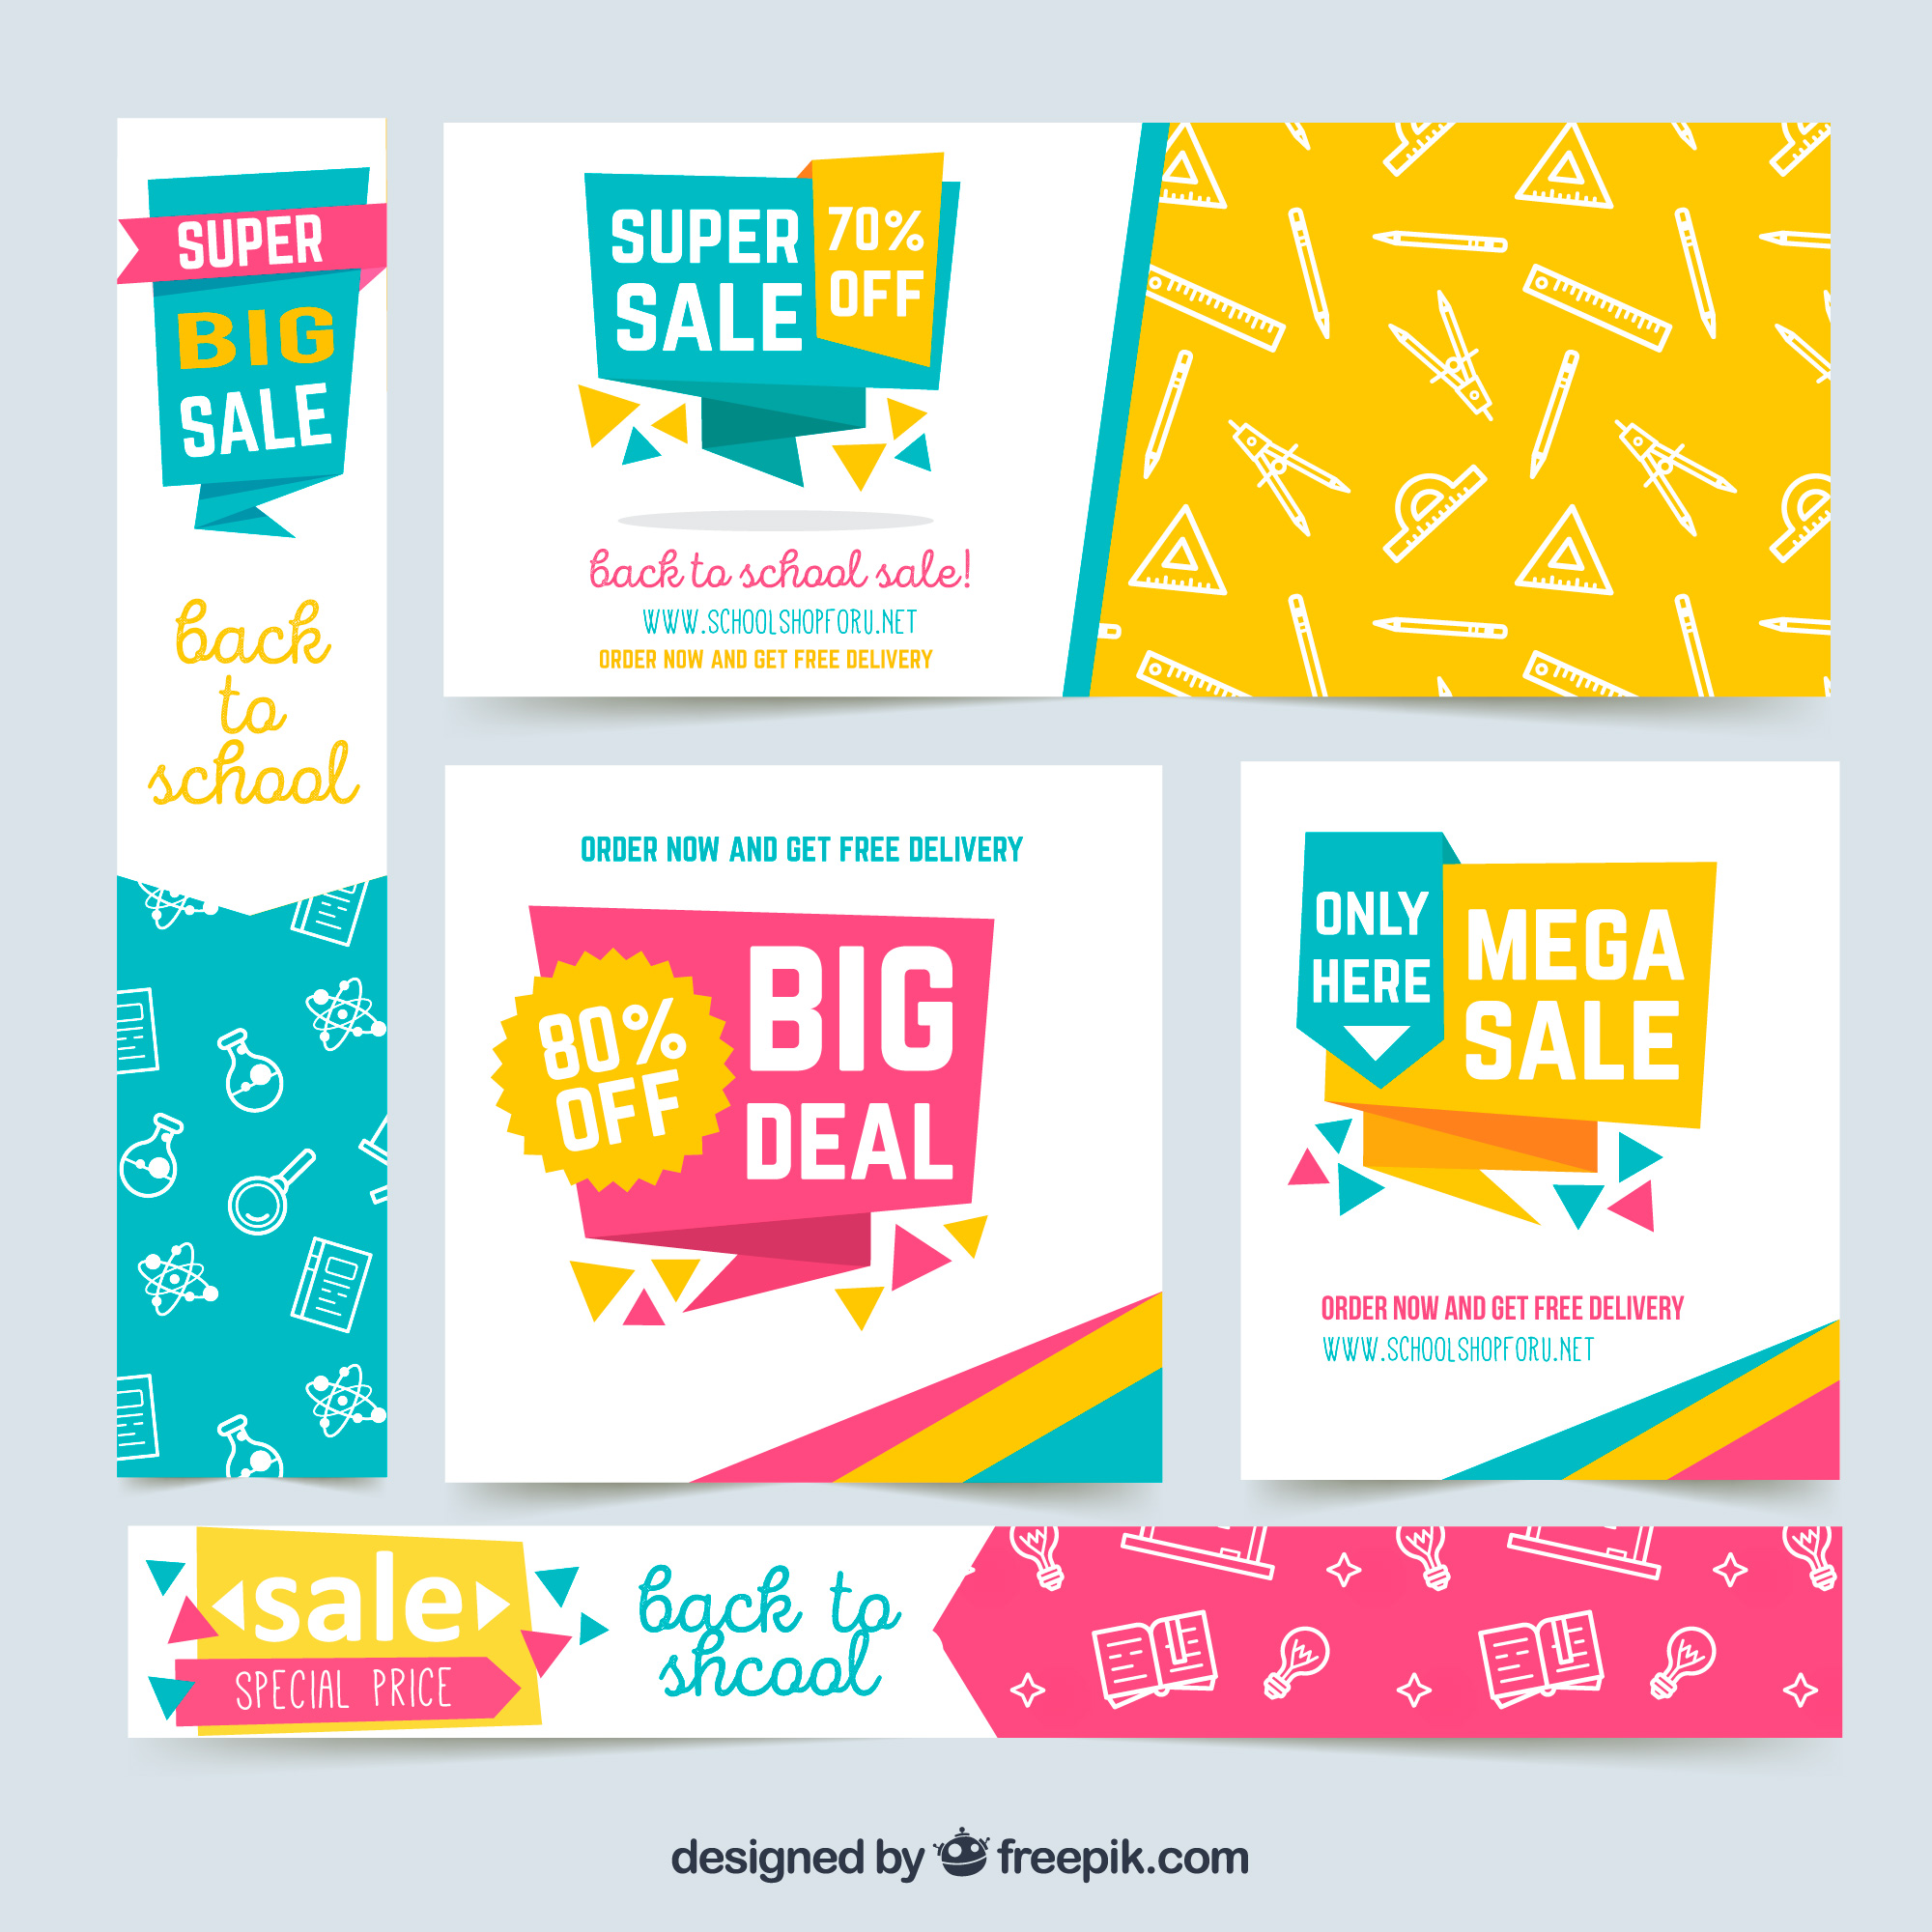 SUPER
BIG
SALE
back
to
school
SUPER
SALE
70%
OFF
back to school sale!
WWW.SCHOOLSHOPFORU.NET
ORDER NOW AND GET FREE DELIVERY
ORDER NOW AND GET FREE DELIVERY
80%
OFF
BIG
DEAL
ONLY
HERE
MEGA
SALE
ORDER NOW AND GET FREE DELIVERY
WWW.SCHOOLSHOPFORU.NET
sale
SPECIAL PRICE
back to
shcool
designed by freepik.com